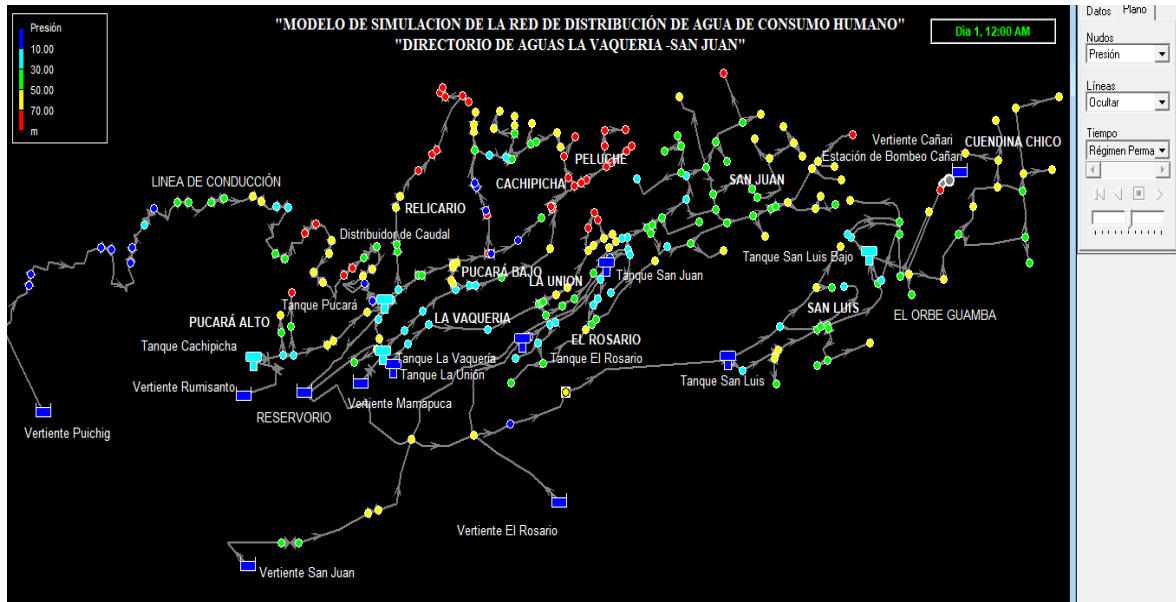 "MODELO DE SIMULACION DE LA RED DE DISTRIBUCIÓN DE AGUA DE CONSUMO HUMANO"
"DIRECTORIO DE AGUAS LA VAQUERIA -SAN JUAN"
Día 1, 12:00 AM
Presión
10.00
30.00
50.00
70.00
m
Datos
Plano
Nudos
Presión
Líneas
Ocultar
Tiempo
Régimen Perma
Vertiente Cañari
CUENDINA CHICO
Estación de Bombeo Cañari
PELUCHE
LINEA DE CONDUCCIÓN
CACHIPICHA
SAN JUAN
RELICARIO
Distribuidor de Caudal
Tanque San Luis Bajo
PUCARÁ BAJO
Tanque San Juan
LA UNION
Tanque Pucará
SAN LUIS
EL ORBE GUAMBA
PUCARÁ ALTO
LA VAQUERIA
EL ROSARIO
Tanque Cachipicha
Tanque La Vaquería
Tanque El Rosario
Tanque La Unión
Tanque San Luis
Vertiente Rumisanto
Vertiente Mamapuca
RESERVORIO
Vertiente Puichig
Vertiente El Rosario
Vertiente San Juan